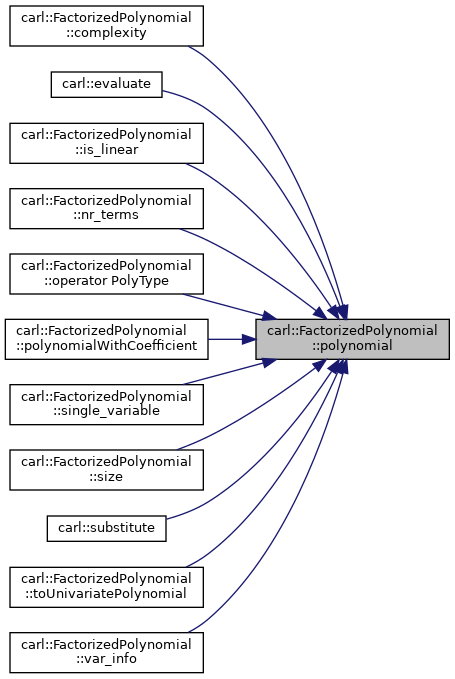 carl::FactorizedPolynomial
::complexity
carl::evaluate
carl::FactorizedPolynomial
::is_linear
carl::FactorizedPolynomial
::nr_terms
carl::FactorizedPolynomial
::operator PolyType
carl::FactorizedPolynomial
::polynomialWithCoefficient
carl::FactorizedPolynomial
::polynomial
carl::FactorizedPolynomial
::single_variable
carl::FactorizedPolynomial
::size
carl::substitute
carl::FactorizedPolynomial
::toUnivariatePolynomial
carl::FactorizedPolynomial
::var_info